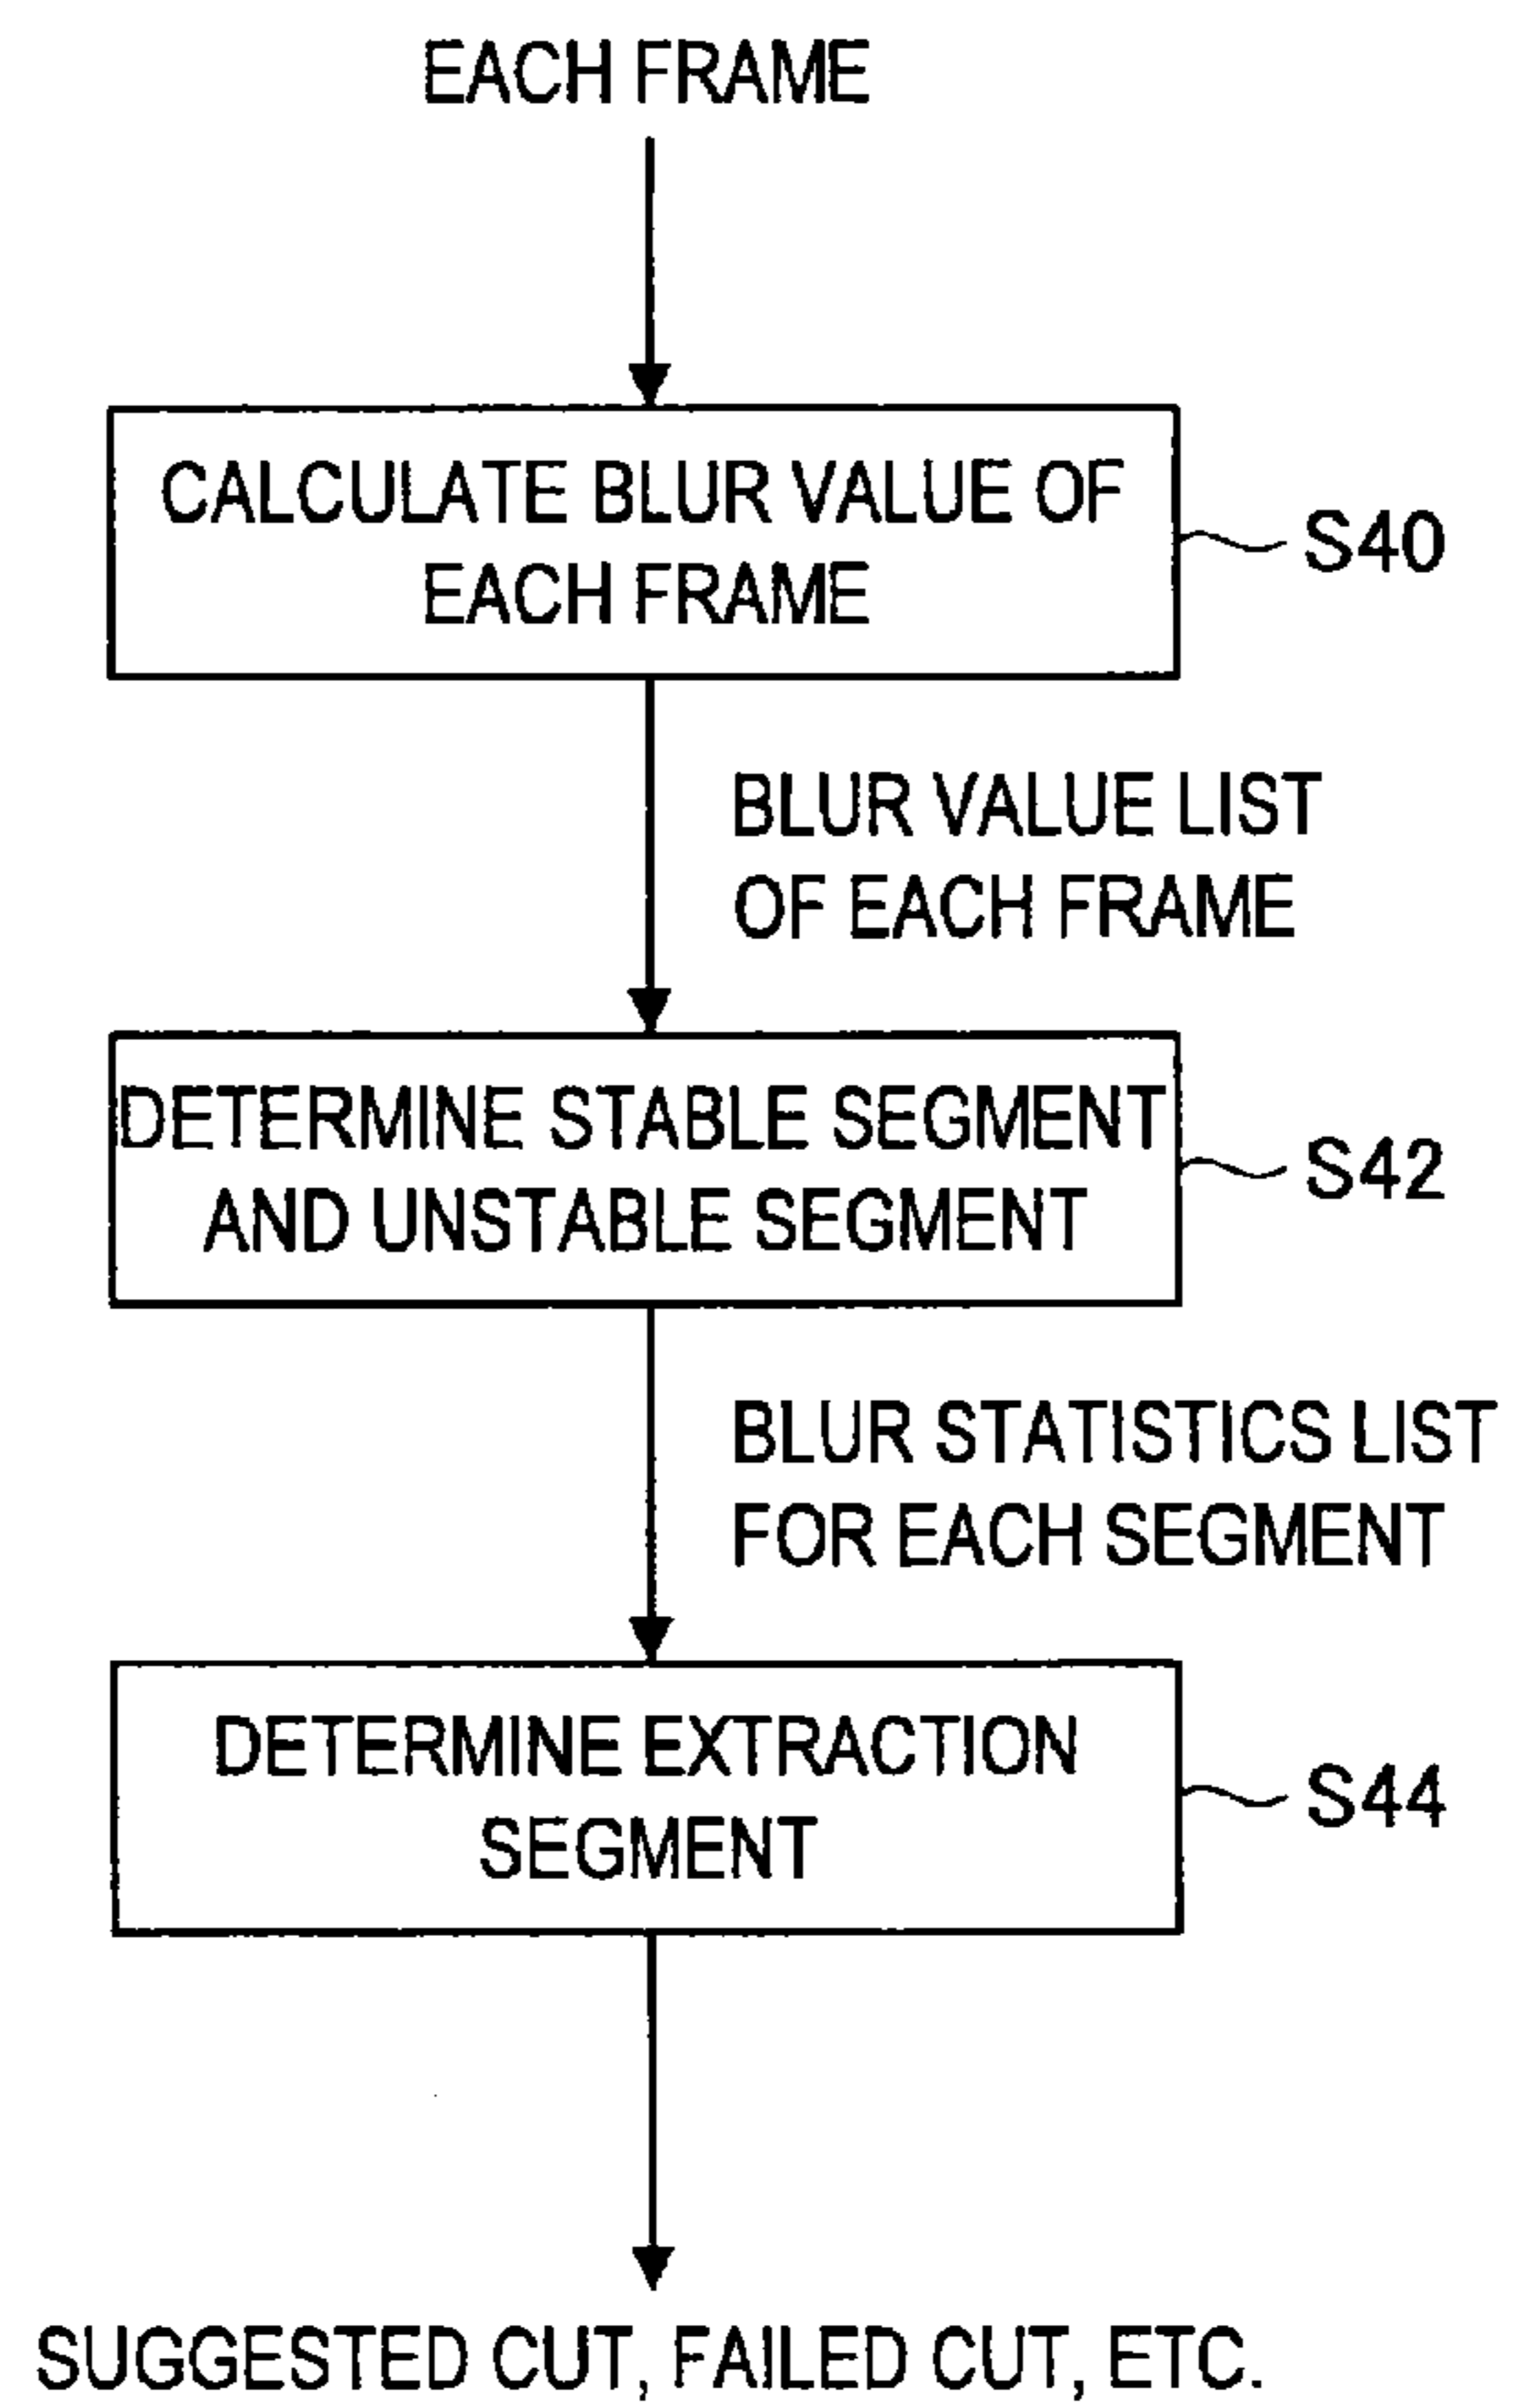 EACH FRAME
CALCULATE BLUR VALUE OF
EACH FRAME
S40
BLUR VALUE LIST
OF EACH FRAME
DETERMINE STABLE SEGMENT
AND UNSTABLE SEGMENT
S42
BLUR STATISTICS LIST
FOR EACH SEGMENT
DETERMINE EXTRACTION
SEGMENT
S44
SUGGESTED CUT, FAILED CUT, ETC.